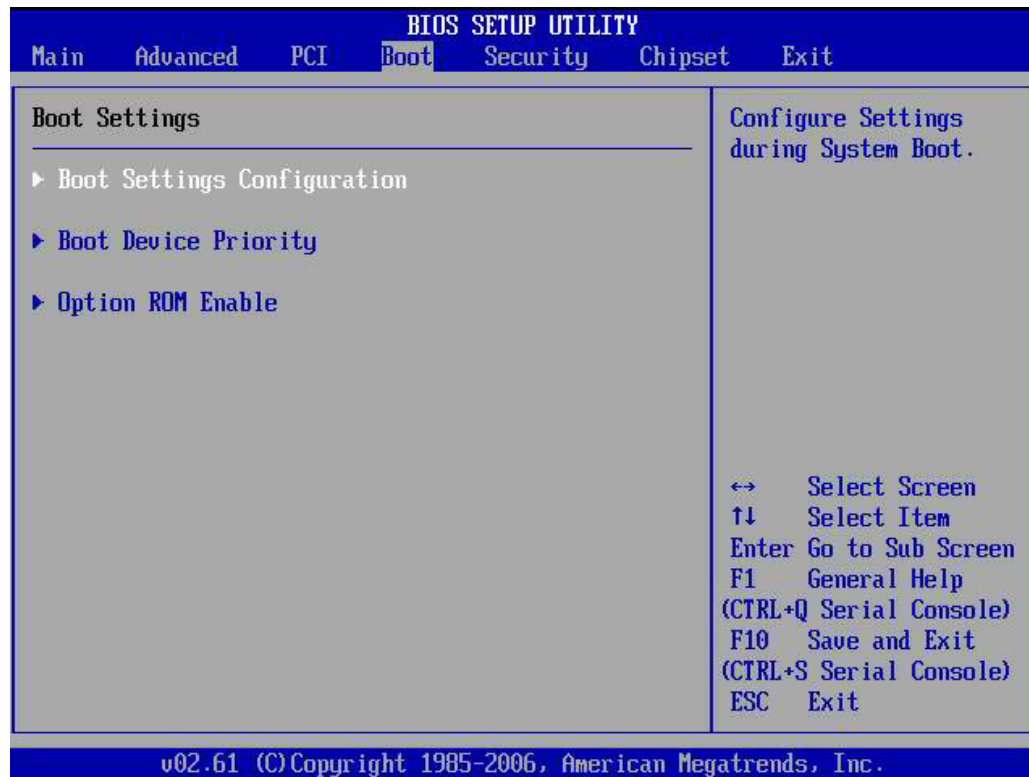 BIOS SETUP UTILITY
Main Advanced PCI Boot Security Chipset Exit
Boot Settings
▶ Boot Settings Configuration
▶ Boot Device Priority
▶ Option ROM Enable
Configure Settings
during System Boot.
↔ Select Screen
↑↓ Select Item
Enter Go to Sub Screen
F1 General Help
(CTRL+Q Serial Console)
F10 Save and Exit
(CTRL+S Serial Console)
ESC Exit
v02.61 (C)Copyright 1985-2006, American Megatrends, Inc.